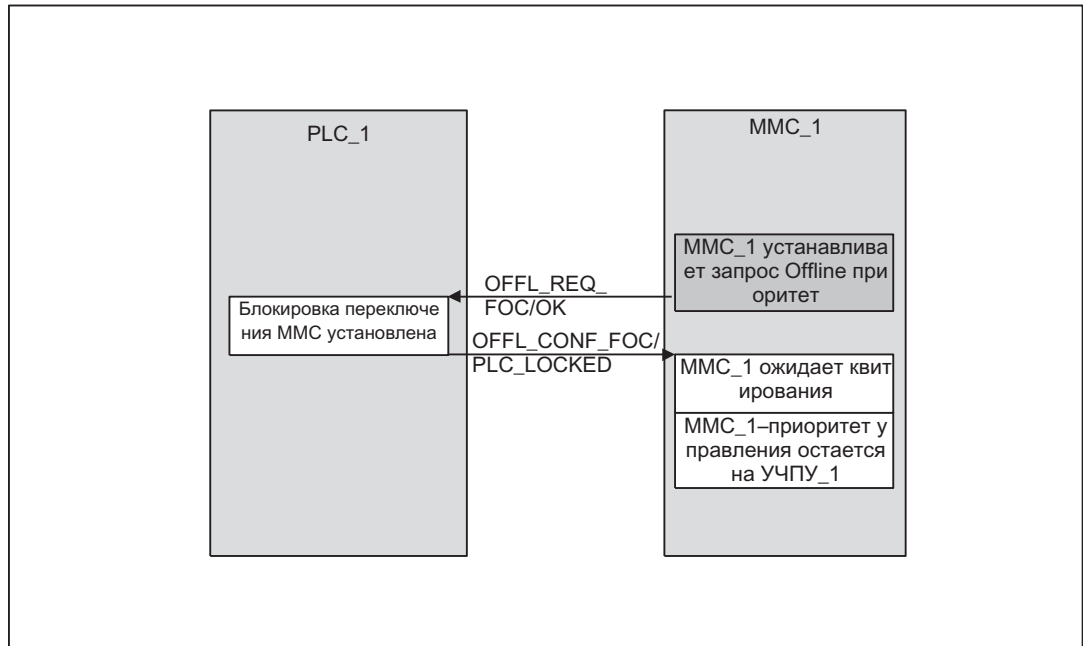 PLC_1
MMC_1
MMC_1 устанавлива
ет запрос Offline при
оритет
OFFL_REQ_
FOC/OK
Блокировка переключе
ния MMC установлена
OFFL_CONF_FOC/
PLC_LOCKED
MMC_1 ожидает квит
ирования
MMC_1–приоритет у
правления остается
на УЧПУ_1